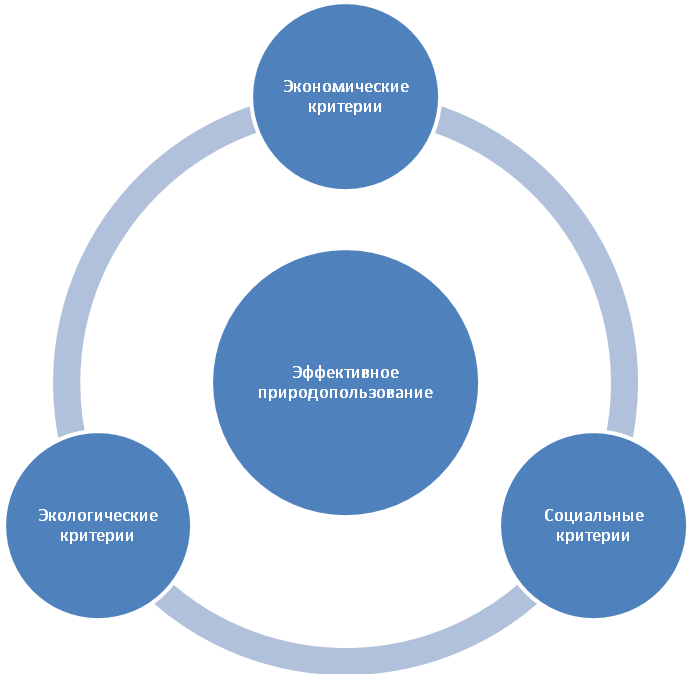 Экономические
критерии
Эффективное
природопользование
Экологические
критерии
Социальные
критерии